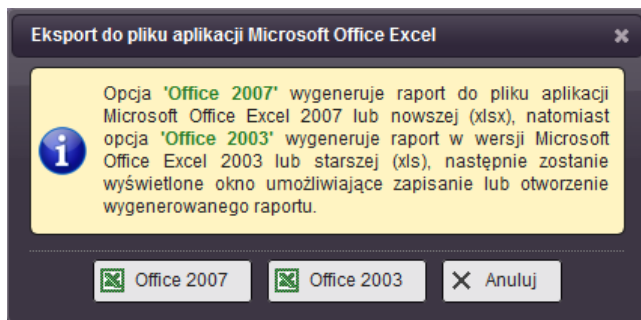 Eksport do pliku aplikacji Microsoft Office Excel
Opcja 'Office 2007' wygeneruje raport do pliku aplikacji
Microsoft Office Excel 2007 lub nowszej (xlsx), natomiast
opcja 'Office 2003' wygeneruje raport w wersji Microsoft
Office Excel 2003 lub starszej (xls), następnie zostanie
wyświetlone okno umożliwiające zapisanie lub otworzenie
wygenerowanego raportu.
Office 2007 Office 2003 Anuluj